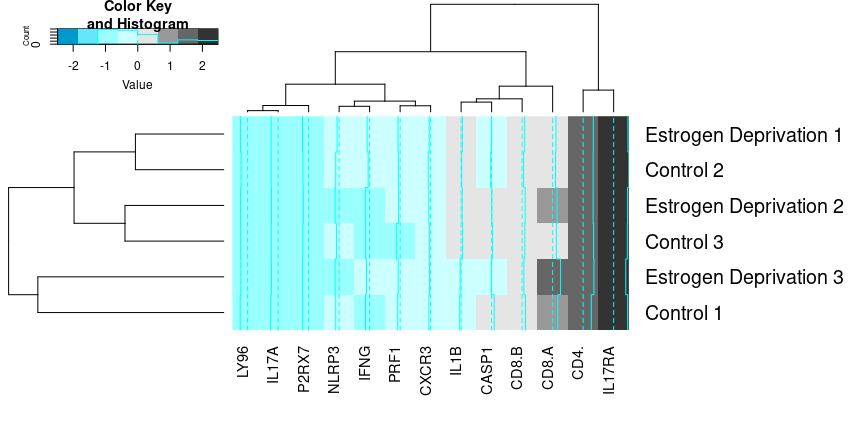 Color Key
and Histogram
Count
0
-2 -1 0 1 2
Value
Estrogen Deprivation 1
Control 2
Estrogen Deprivation 2
Control 3
Estrogen Deprivation 3
Control 1
LY96 IL17A P2RX7 NLRP3 IFNG PRF1 CXCR3 IL1B CASP1 CD8.B CD8.A CD4. IL17RA